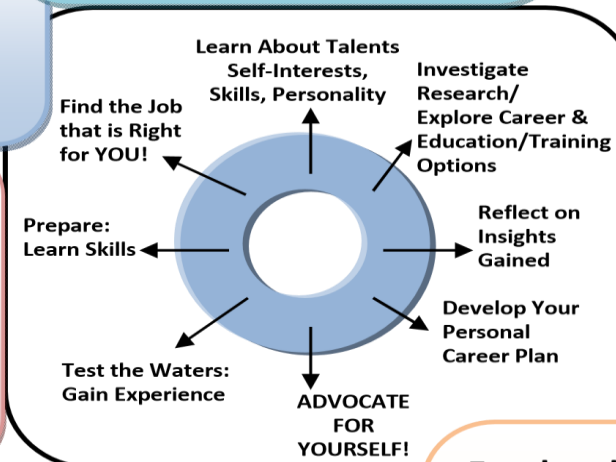 Learn About Talents
Self-Interests,
Skills, Personality
Investigate
Research/
Explore Career &
Education/Training
Options
Reflect on
Insights
Gained
Develop Your
Personal
Career Plan
ADVOCATE
FOR
YOURSELF!
Test the Waters:
Gain Experience
Prepare:
Learn Skills
Find the Job
that is Right
for YOU!